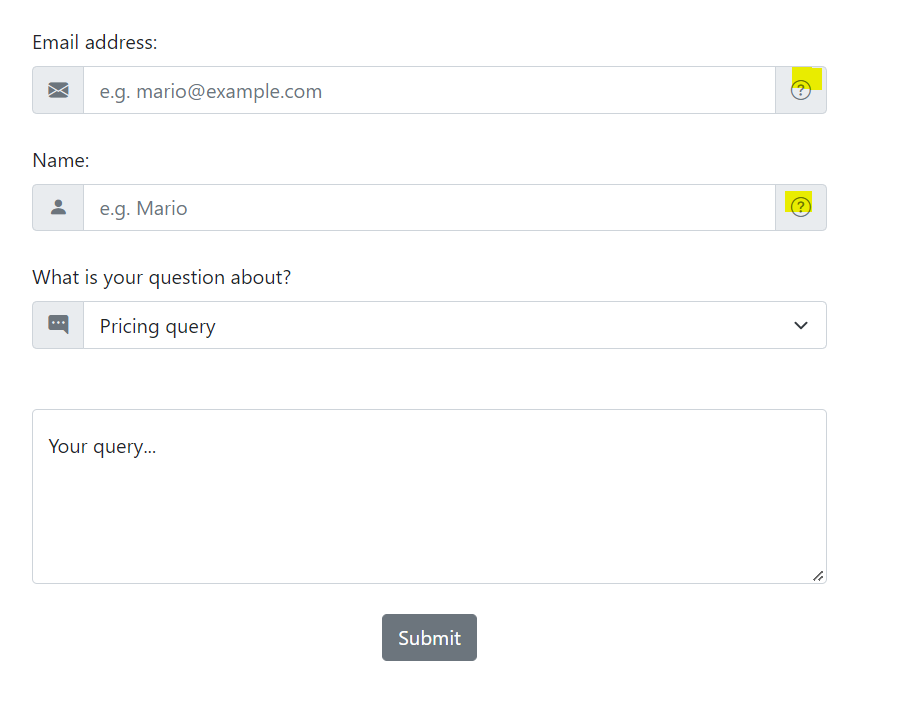 Email address:
e.g. mario@example.com
?
Name:
e.g. Mario
?
What is your question about?
Pricing query
Your query...
Submit